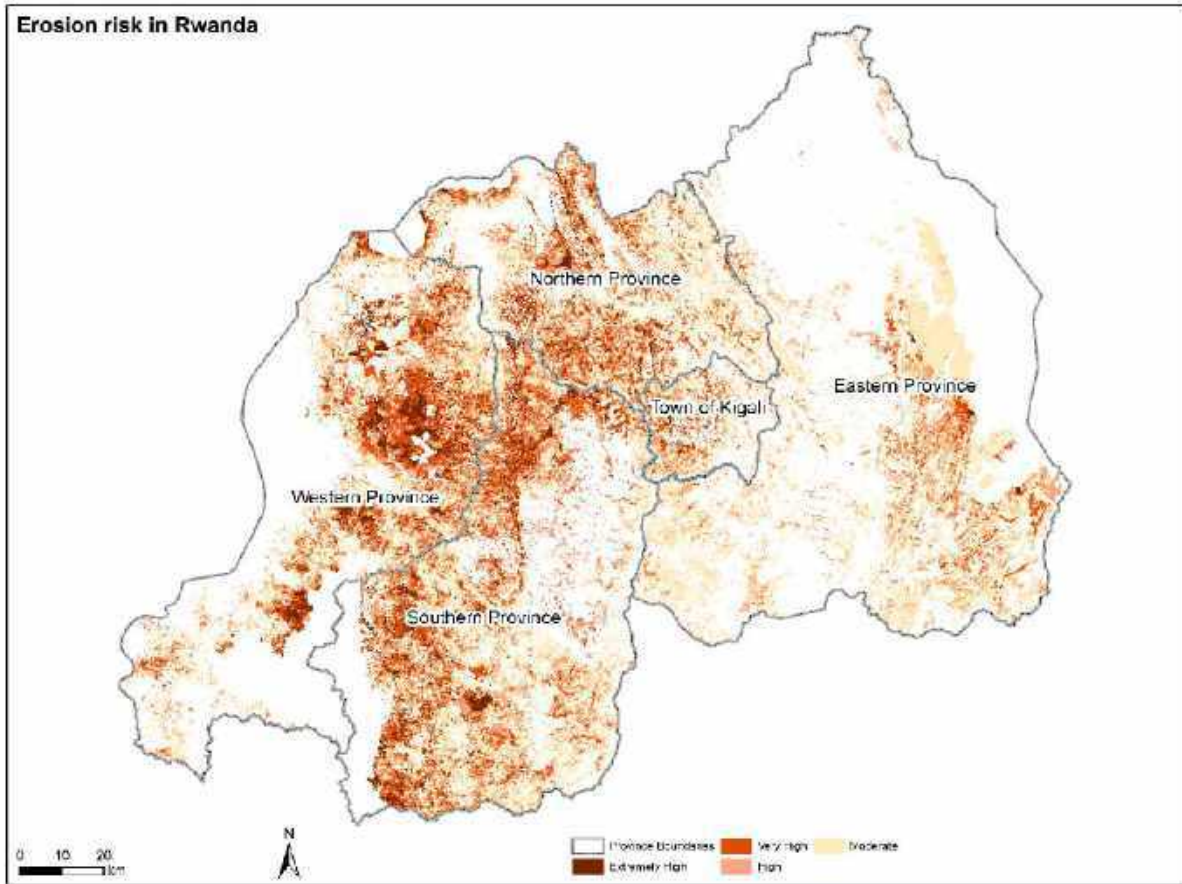 Erosion risk in Rwanda
Northern Province
Eastern Province
Town of Kigali
Western Province
Southern Province
N
0 10 20
km
Province Boundaries Very High Moderate
Extremely High High